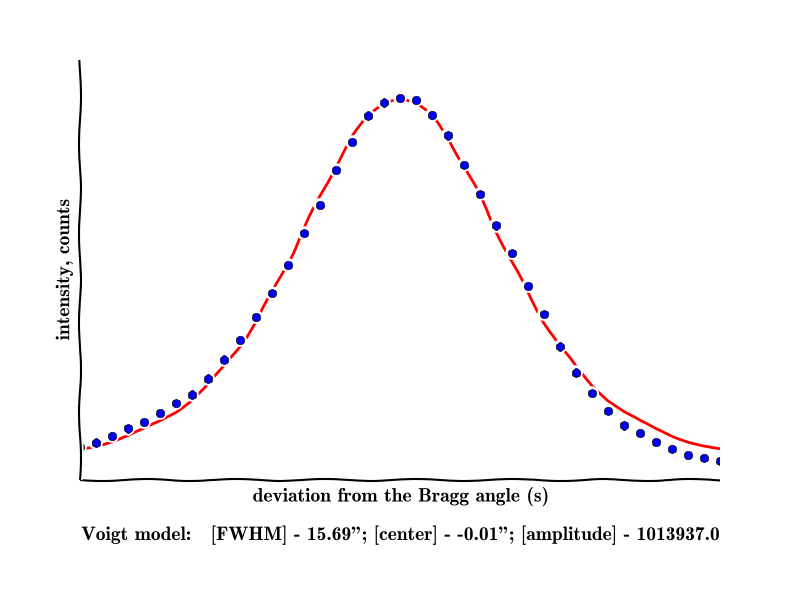 intensity, counts
deviation from the Bragg angle (s)
Voigt model: [FWHM] - 15.69”; [center] - -0.01”; [amplitude] - 1013937.0